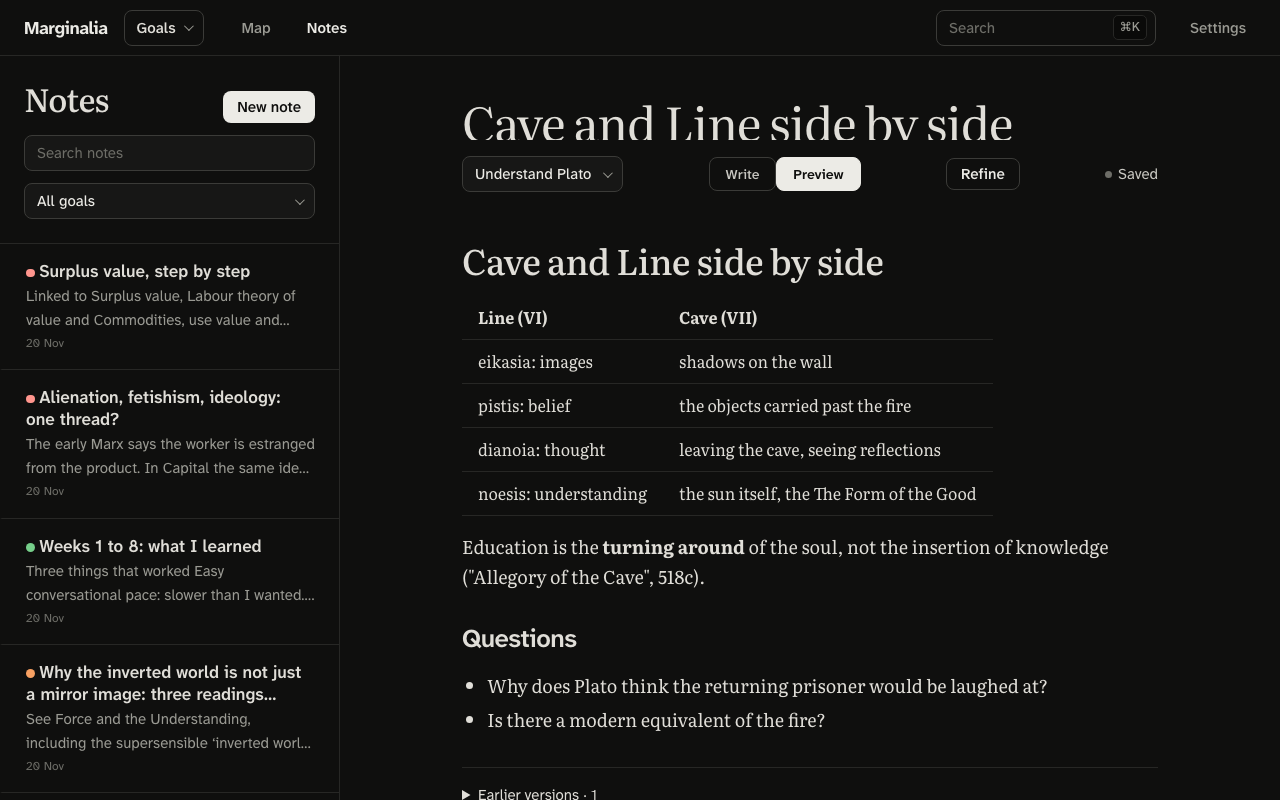 Marginalia
Goals
Map
Notes
Search
⌘K
Settings
Notes
New note
Search notes
All goals
Surplus value, step by step
Linked to Surplus value, Labour theory of
value and Commodities, use value and…
20 Nov
Alienation, fetishism, ideology:
one thread?
The early Marx says the worker is estranged
from the product. In Capital the same ide…
20 Nov
Weeks 1 to 8: what I learned
Three things that worked Easy
conversational pace: slower than I wanted.…
20 Nov
Why the inverted world is not just
a mirror image: three readings…
See Force and the Understanding,
including the supersensible ‘inverted worl…
20 Nov
Cave and Line side by side
Understand Plato
Write
Preview
Refine
Saved
Cave and Line side by side
Line (VI) Cave (VII)
eikasia: images shadows on the wall
pistis: belief the objects carried past the fire
dianoia: thought leaving the cave, seeing reflections
noesis: understanding the sun itself, the The Form of the Good
Education is the turning around of the soul, not the insertion of knowledge
("Allegory of the Cave", 518c).
Questions
Why does Plato think the returning prisoner would be laughed at?
Is there a modern equivalent of the fire?
Earlier versions · 1